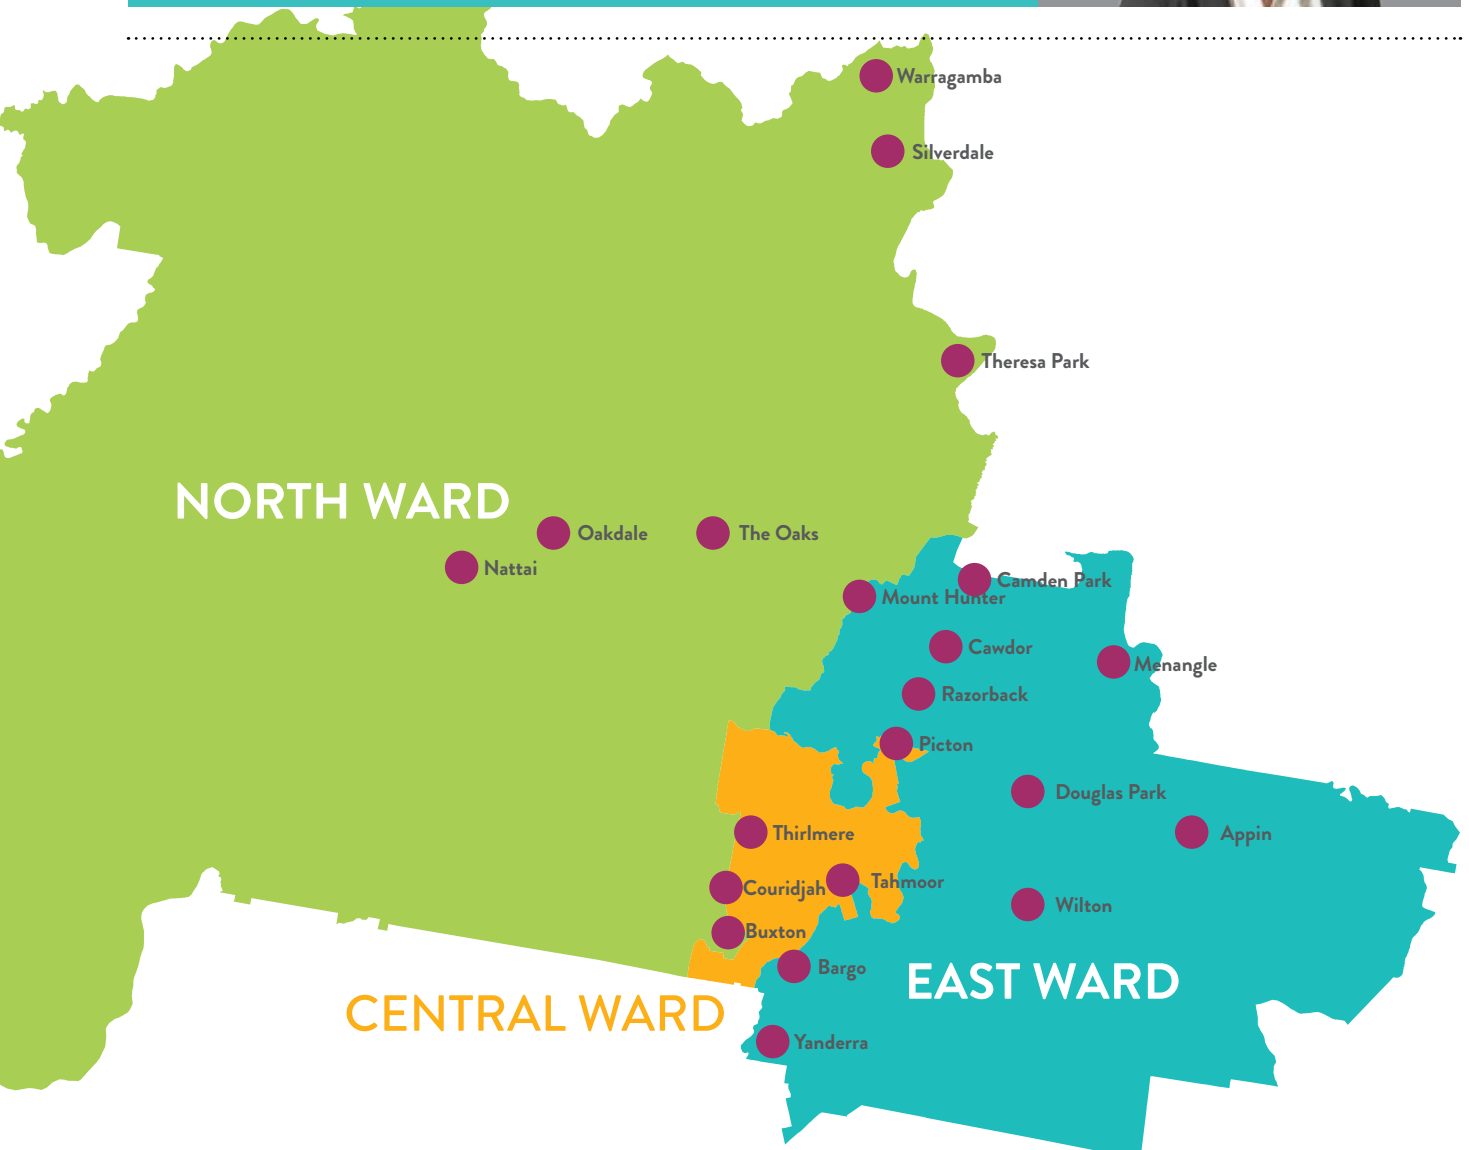 Warragamba
Silverdale
Theresa Park
NORTH WARD
Oakdale
The Oaks
Nattai
Camden Park
Mount Hunter
Cawdor
Menangle
Razorback
Picton
Douglas Park
Thirlmere
Appin
Tahmoor
Couridjah
Wilton
Buxton
Bargo
EAST WARD
CENTRAL WARD
Yanderra